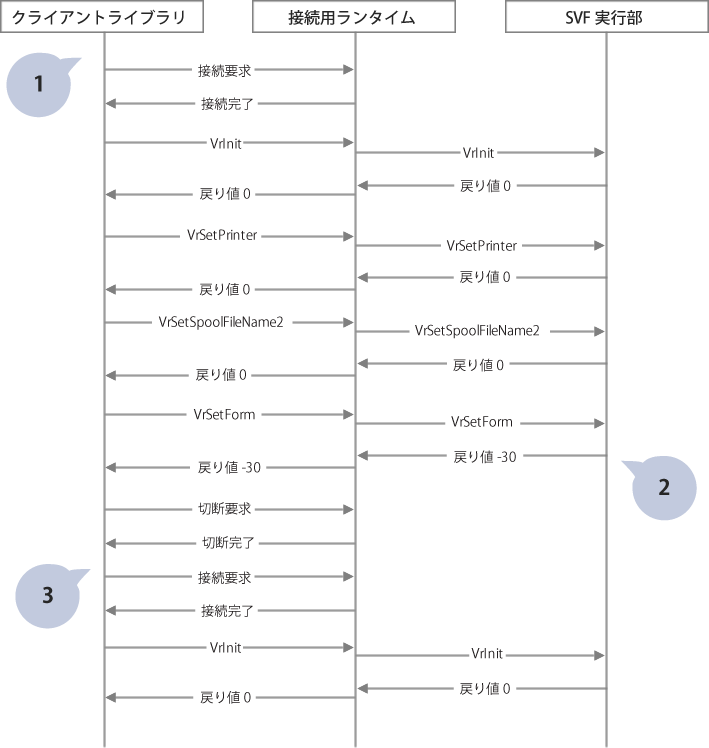 クライアントライブラリ
接続用ランタイム
SVF 実行部
1
接続要求
接続完了
VrInit
VrInit
戻り値 0
戻り値 0
VrSetPrinter
VrSetPrinter
戻り値 0
戻り値 0
VrSetSpoolFileName2
VrSetSpoolFileName2
戻り値 0
戻り値 0
VrSetForm
VrSetForm
戻り値 -30
戻り値 -30
2
切断要求
切断完了
3
接続要求
接続完了
VrInit
VrInit
戻り値 0
戻り値 0